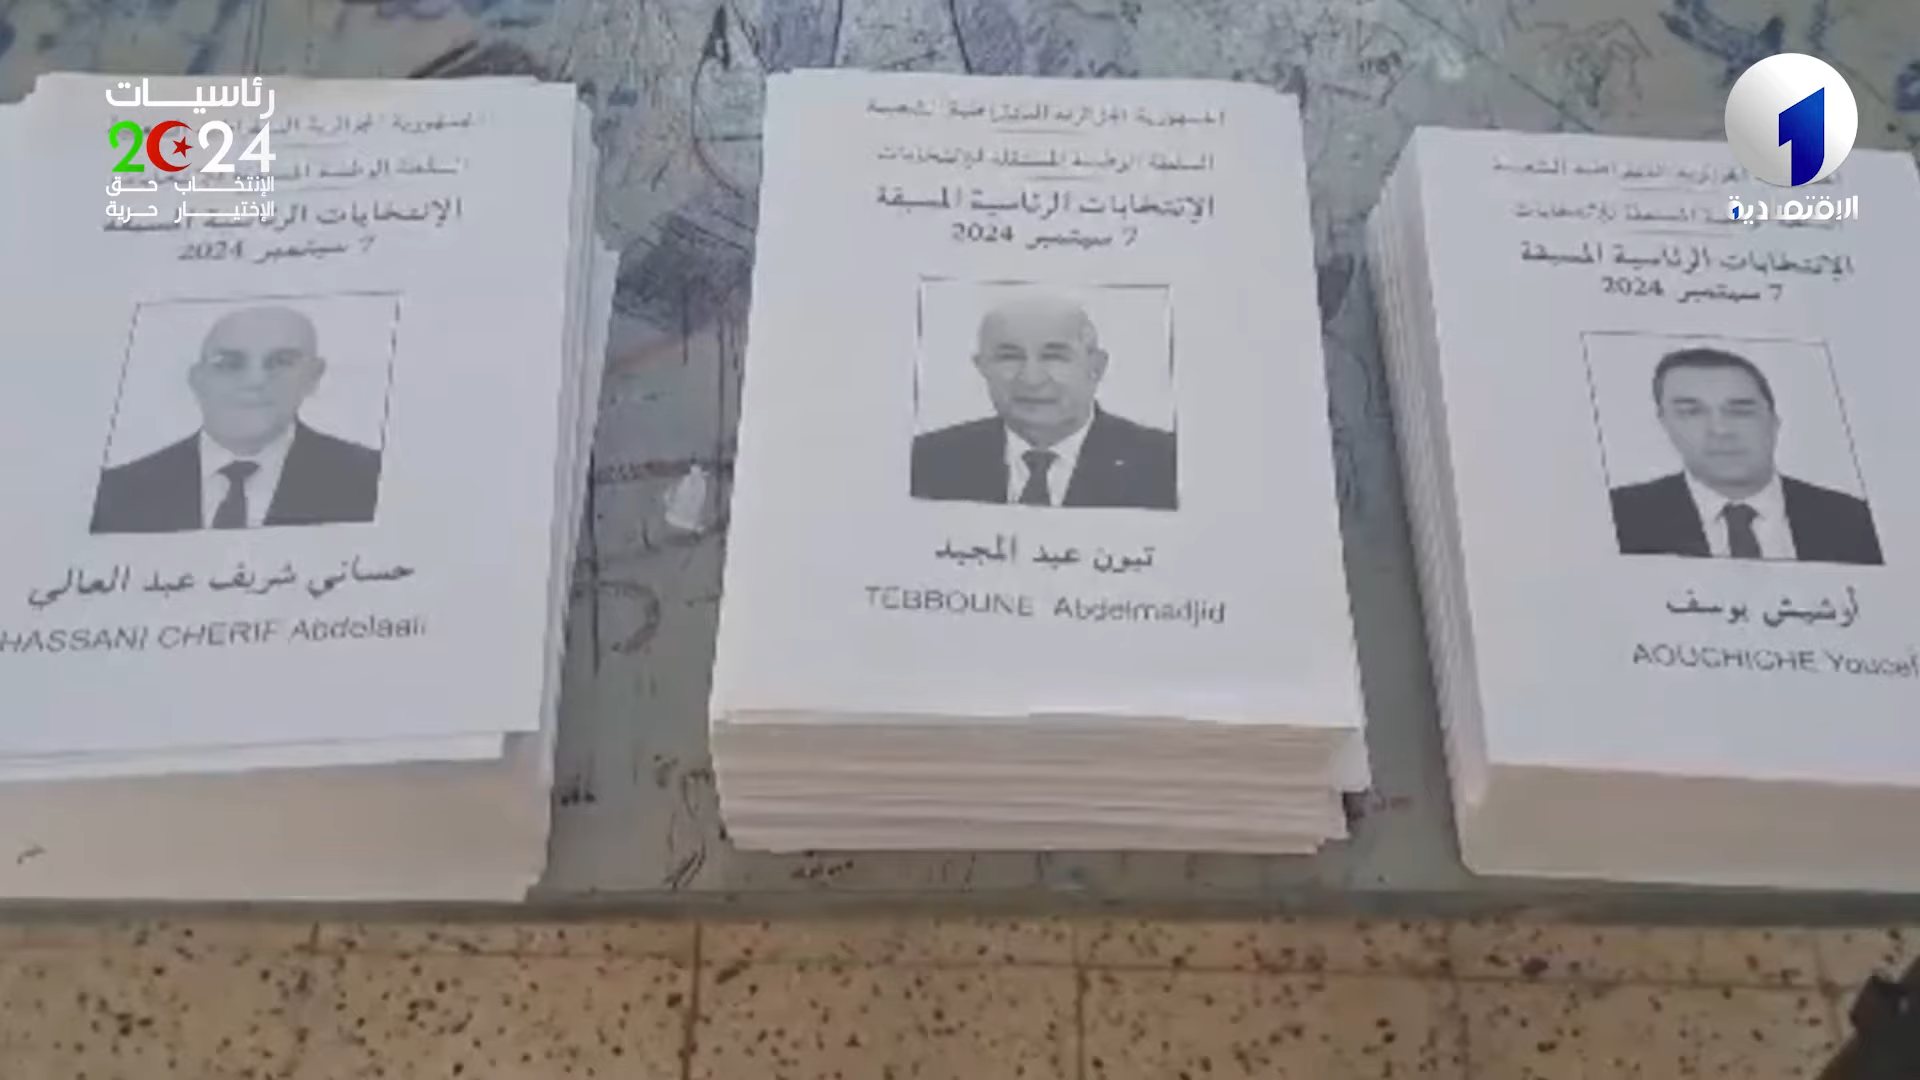 رئاسيات
2024
الإنتخاب حق
الإختيار حرية
الإقتصادية
1
الإنتخابات الرئاسية المسبقة
7 سبتمبر 2024
حساني شريف عبد العالي
HASSANI CHERIF Abdelaali
الجمهورية الجزائرية الديمقراطية الشعبية
السلطة الوطنية المستقلة للإنتخابات
الإنتخابات الرئاسية المسبقة
7 سبتمبر 2024
تبون عبد المجيد
TEBBOUNE Abdelmadjid
الإنتخابات الرئاسية المسبقة
7 سبتمبر 2024
أوشيش يوسف
AOUCHICHE Youcef